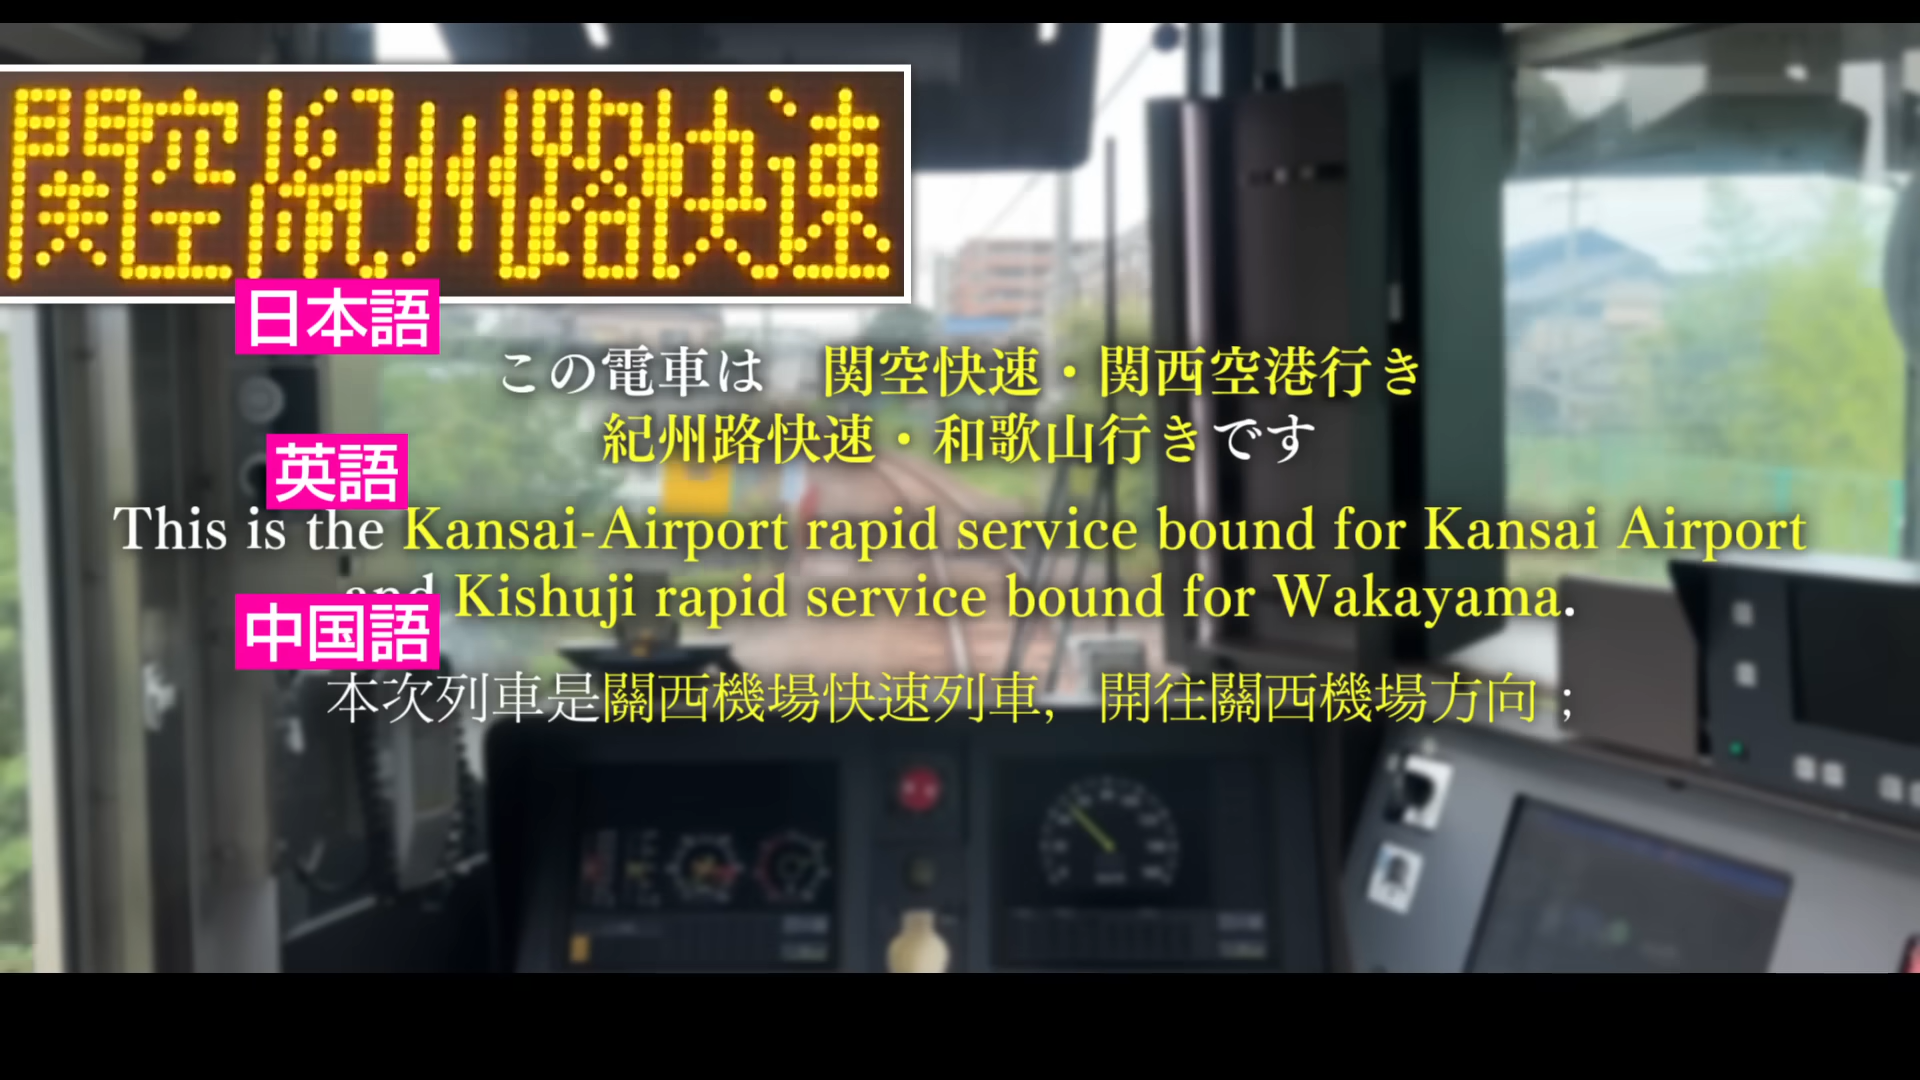 関空/紀州路快速
日本語
この電車は　関空快速・関西空港行き
紀州路快速・和歌山行きです
英語
This is the Kansai-Airport rapid service bound for Kansai Airport
and Kishuji rapid service bound for Wakayama.
中国語
本次列車是關西機場快速列車,　開往關西機場方向；